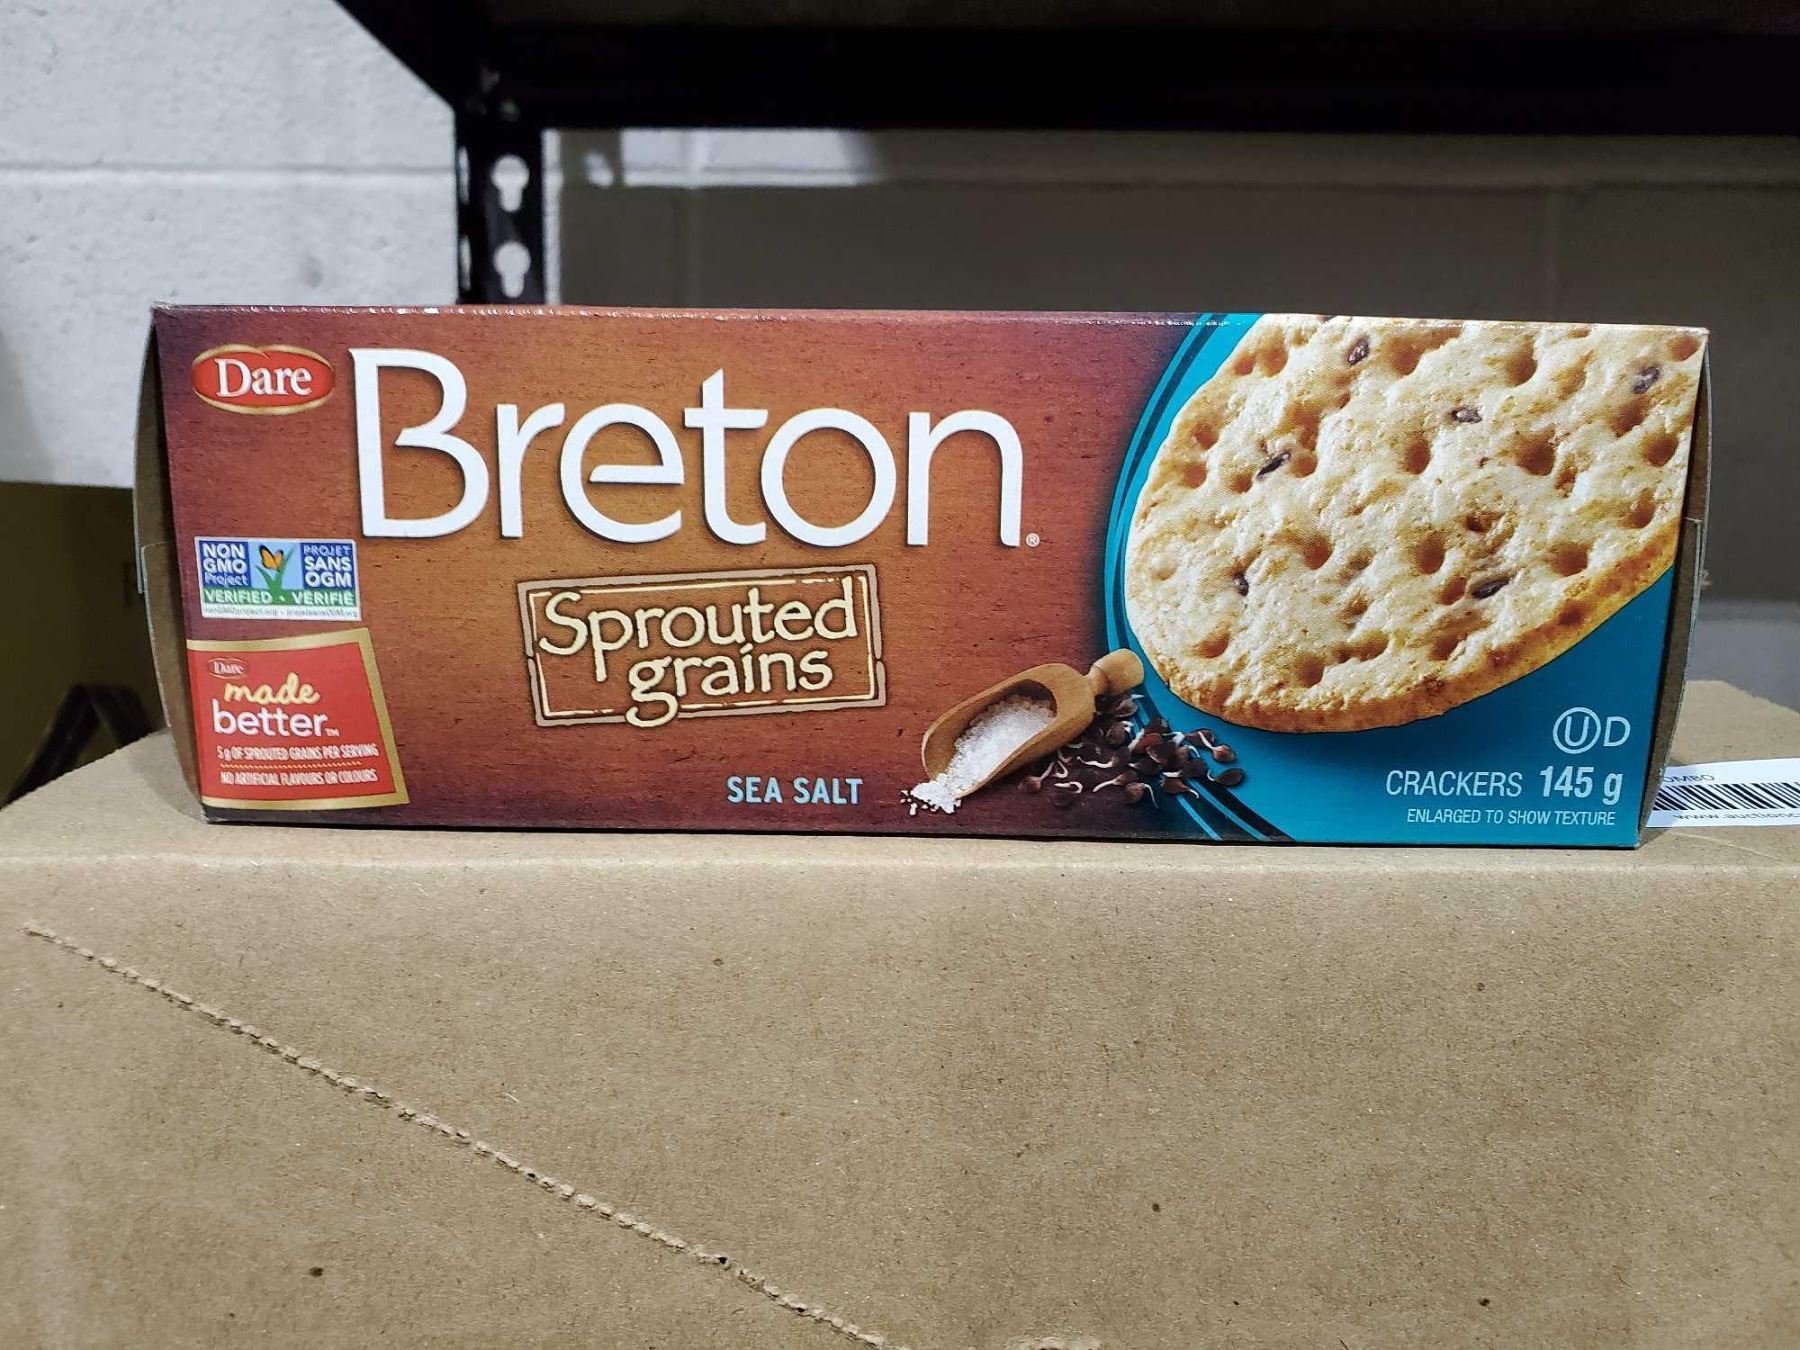 Dare
Breton®
NON
GMO
Project
VERIFIED
PROJET
SANS
OGM
VÉRIFIÉ
Sprouted
grains
Dare
made
better™
5 g OF SPROUTED GRAINS PER SERVING
NO ARTIFICIAL FLAVOURS OR COLOURS
SEA SALT
U D
CRACKERS 145 g
ENLARGED TO SHOW TEXTURE